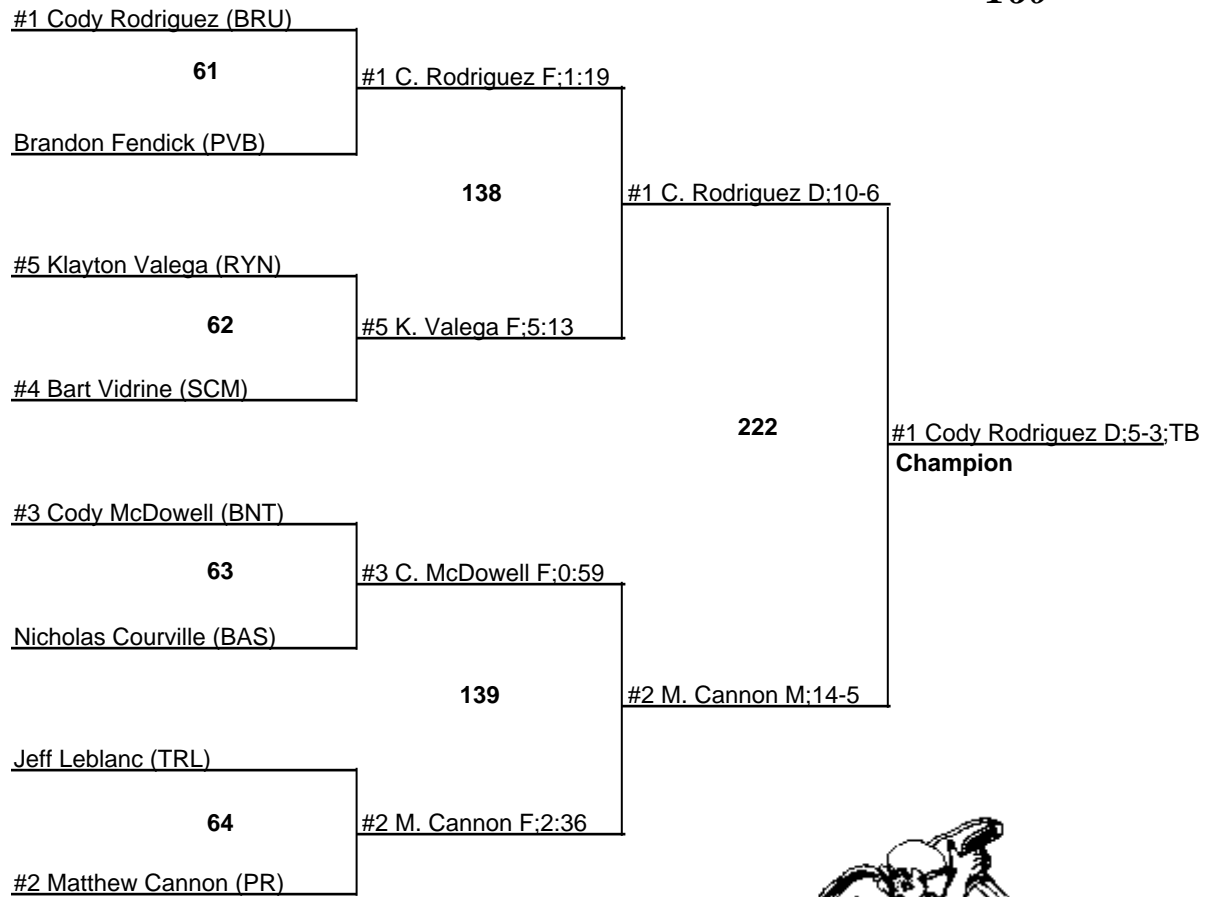 #1 Cody Rodriguez (BRU)
61
#1 C. Rodriguez F;1:19
Brandon Fendick (PVB)
138
#1 C. Rodriguez D;10-6
#5 Klayton Valega (RYN)
62
#5 K. Valega F;5:13
#4 Bart Vidrine (SCM)
222
#1 Cody Rodriguez D;5-3;TB
Champion
#3 Cody McDowell (BNT)
63
#3 C. McDowell F;0:59
Nicholas Courville (BAS)
139
#2 M. Cannon M;14-5
Jeff Leblanc (TRL)
64
#2 M. Cannon F;2:36
#2 Matthew Cannon (PR)